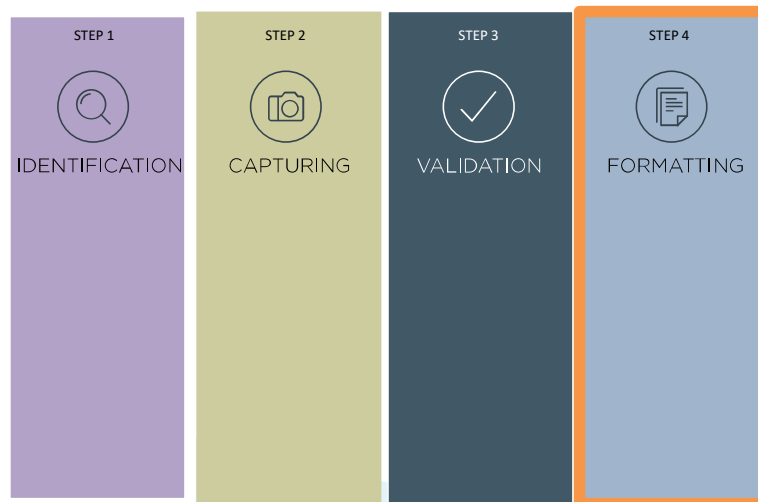 STEP 1
IDENTIFICATION
STEP 2
CAPTURING
STEP 3
VALIDATION
STEP 4
FORMATTING